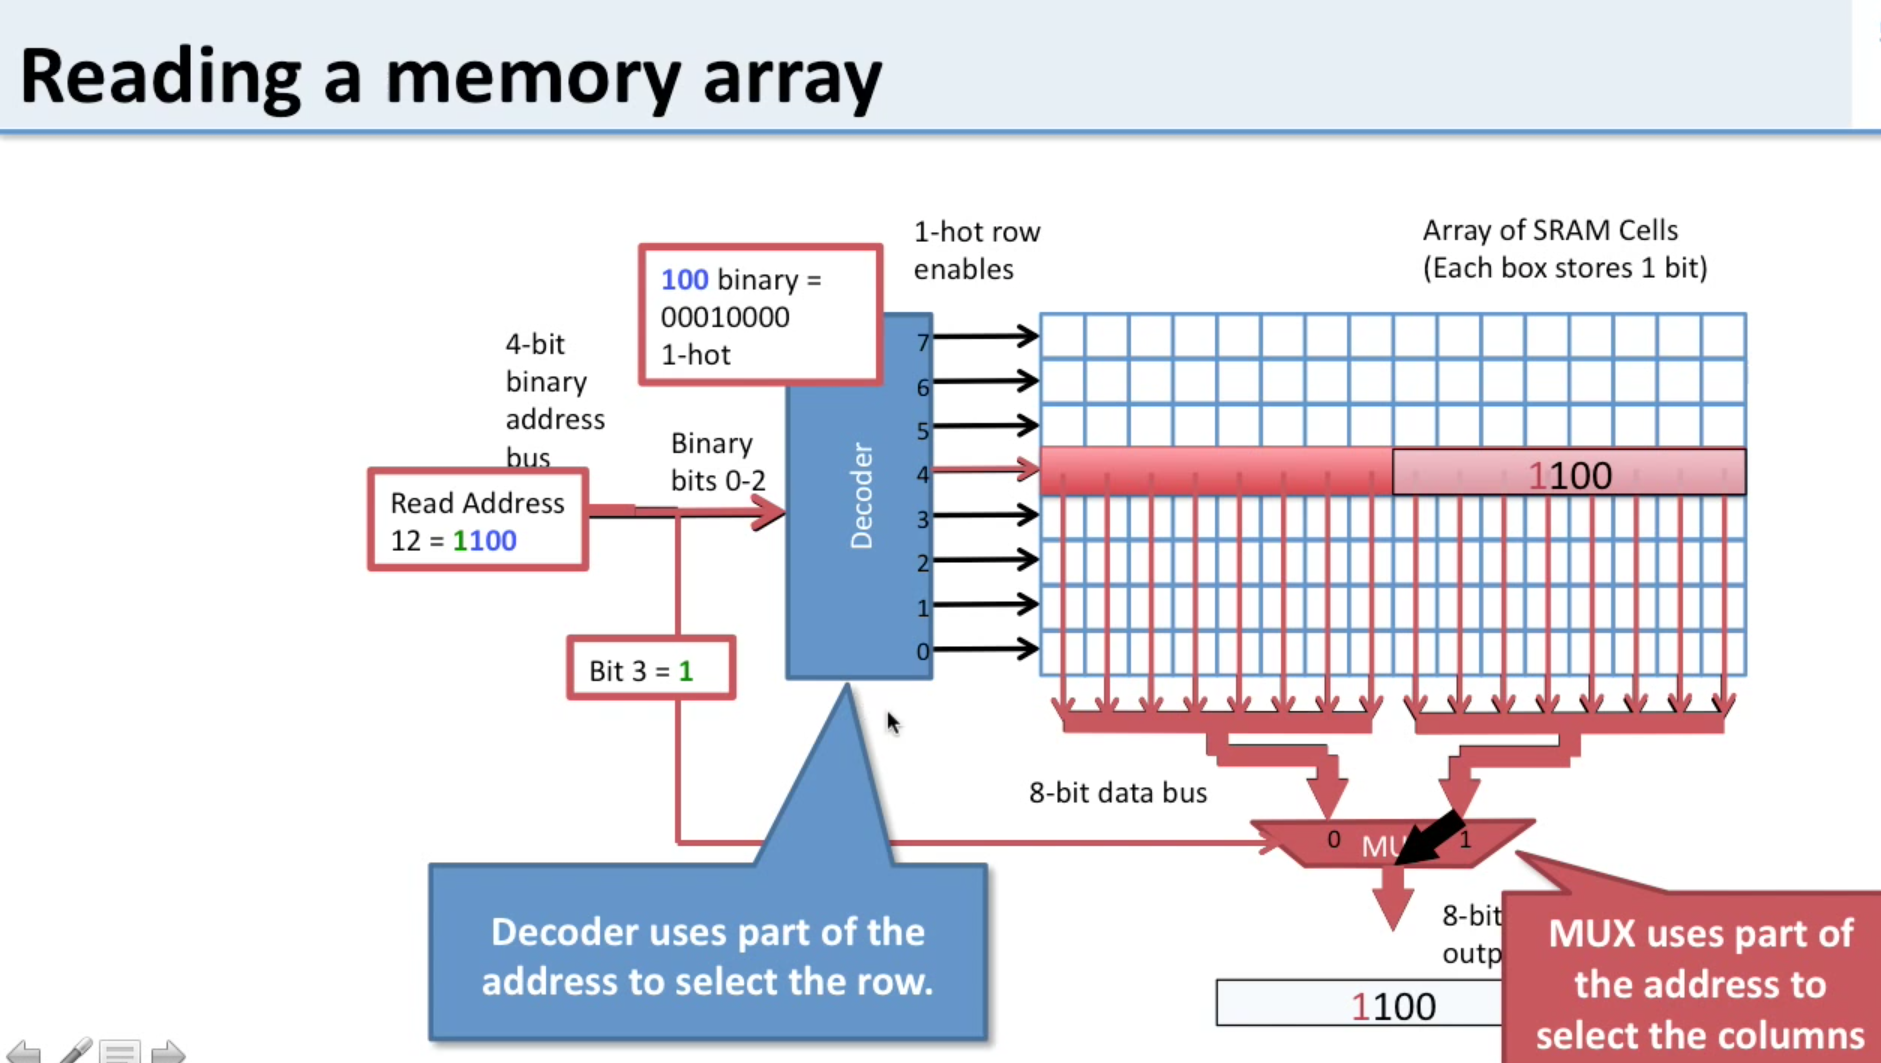 Reading a memory array
1-hot row
enables
Array of SRAM Cells
(Each box stores 1 bit)
100 binary =
00010000
1-hot
4-bit
binary
address
bus
Binary
bits 0-2
Read Address
12 = 1100
Bit 3 = 1
Decoder
7
6
5
4
3
2
1
0
1100
8-bit data bus
0
MU
1
8-bit
outp
1100
Decoder uses part of the
address to select the row.
MUX uses part of
the address to
select the columns